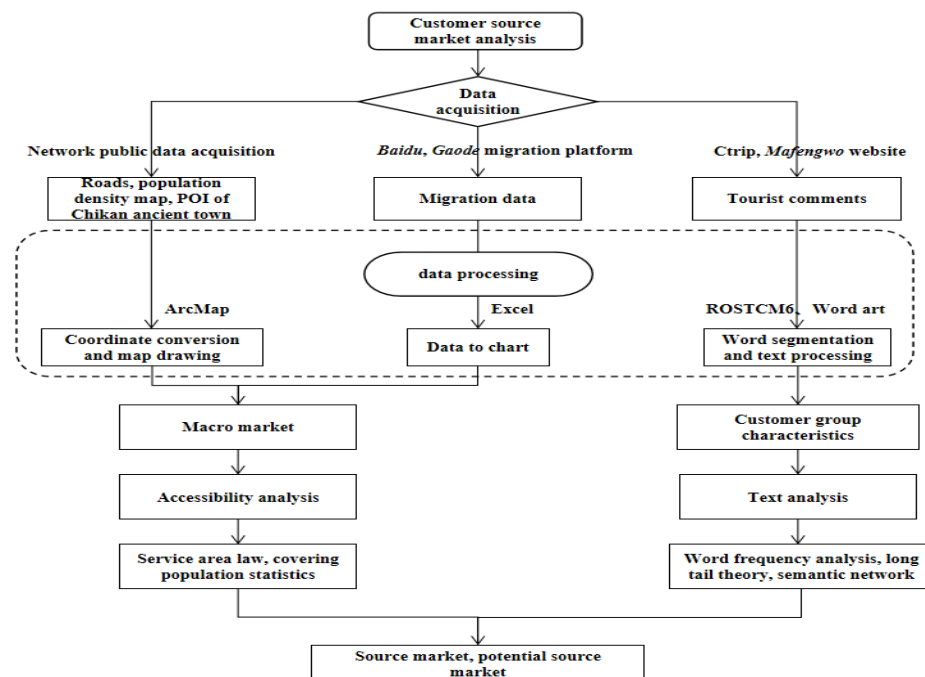 Customer source
market analysis
Data
acquisition
Network public data acquisition
Baidu, Gaode migration platform
Ctrip, Mafengwo website
Roads, population
density map, POI of
Chikan ancient town
Migration data
Tourist comments
data processing
ArcMap
Excel
ROSTCM6、Word art
Coordinate conversion
and map drawing
Data to chart
Word segmentation
and text processing
Macro market
Customer group
characteristics
Accessibility analysis
Text analysis
Service area law, covering
population statistics
Word frequency analysis, long
tail theory, semantic network
Source market, potential source
market